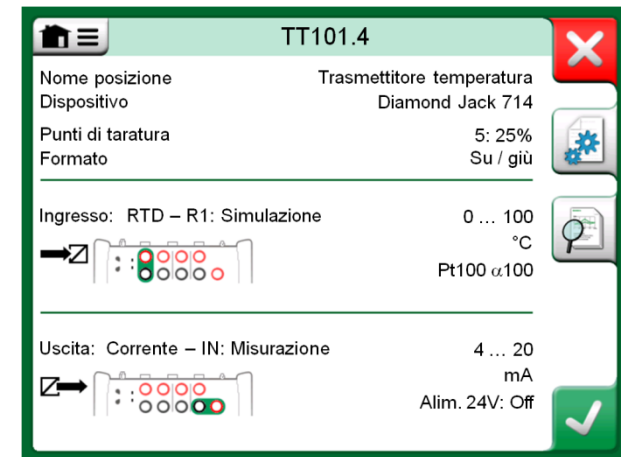 TT101.4
Nome posizione Trasmettitore temperatura
Dispositivo Diamond Jack 714
Punti di taratura 5: 25%
Formato Su / giù
Ingresso: RTD – R1: Simulazione 0 ... 100
°C
Pt100 α100
Uscita: Corrente – IN: Misurazione 4 ... 20
mA
Alim. 24V: Off